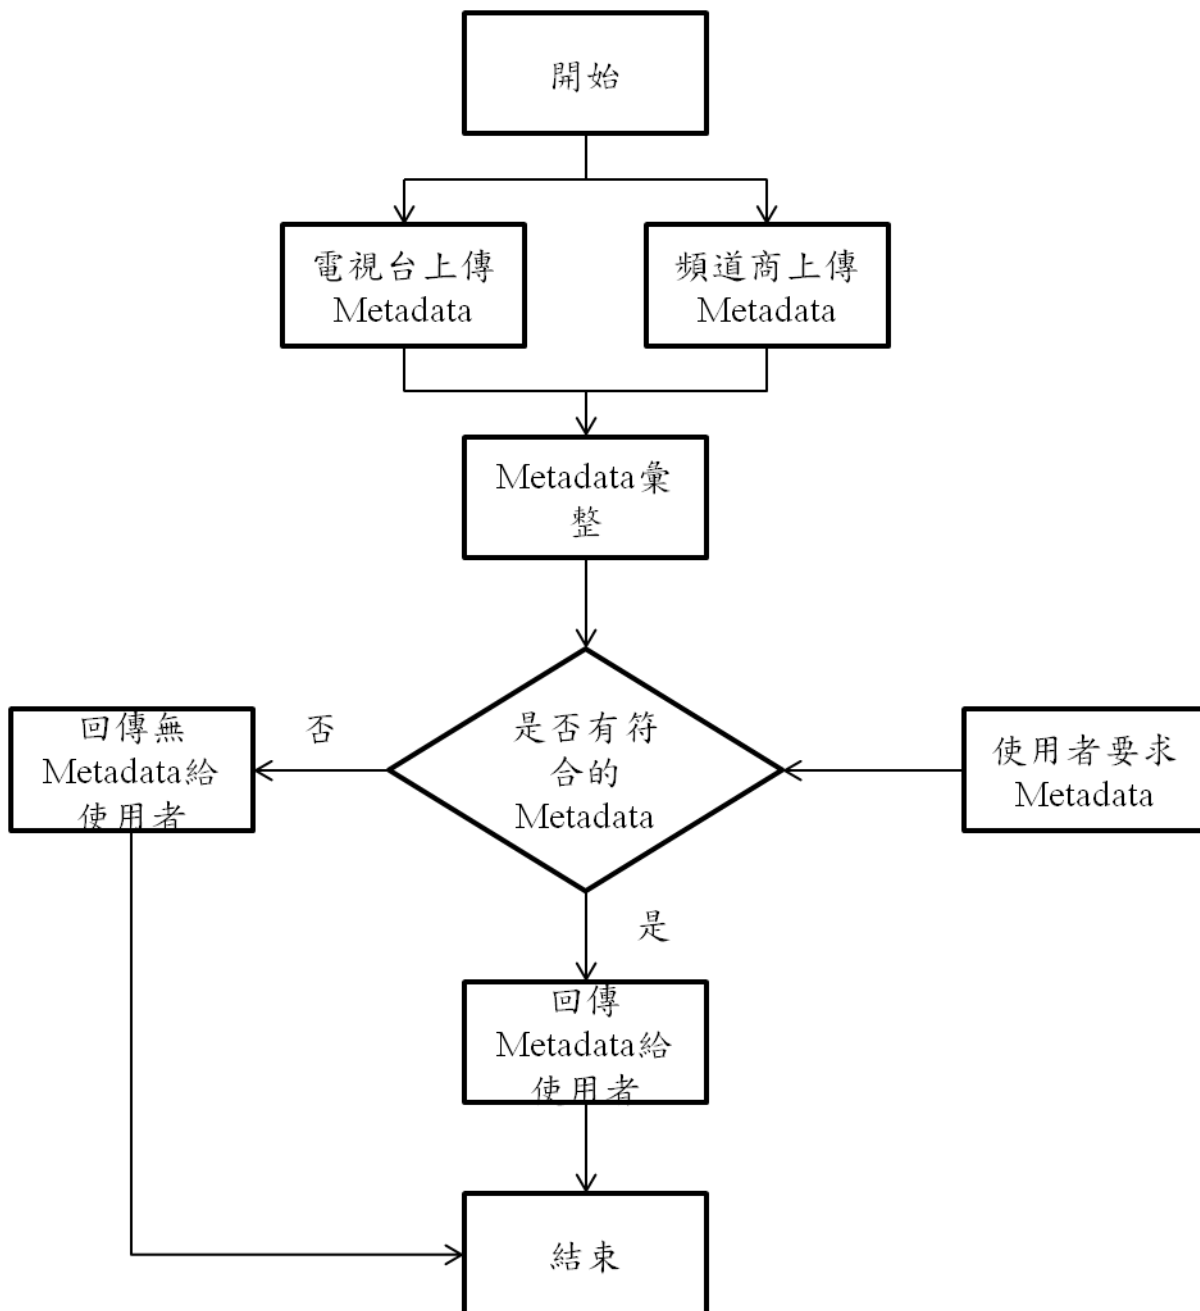 開始
電視台上傳
Metadata
頻道商上傳
Metadata
Metadata彙
整
是否有符
合的
Metadata
否
回傳無
Metadata給
使用者
使用者要求
Metadata
是
回傳
Metadata給
使用者
結束